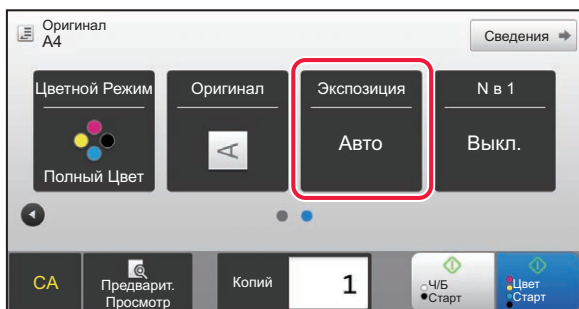 Оригинал
A4
Сведения
Цветной Режим
Оригинал
Экспозиция
N в 1
A
Авто
Выкл.
Полный Цвет
CA
Предварит.
Просмотр
Копий
1
Ч/Б
Старт
Цвет
Старт